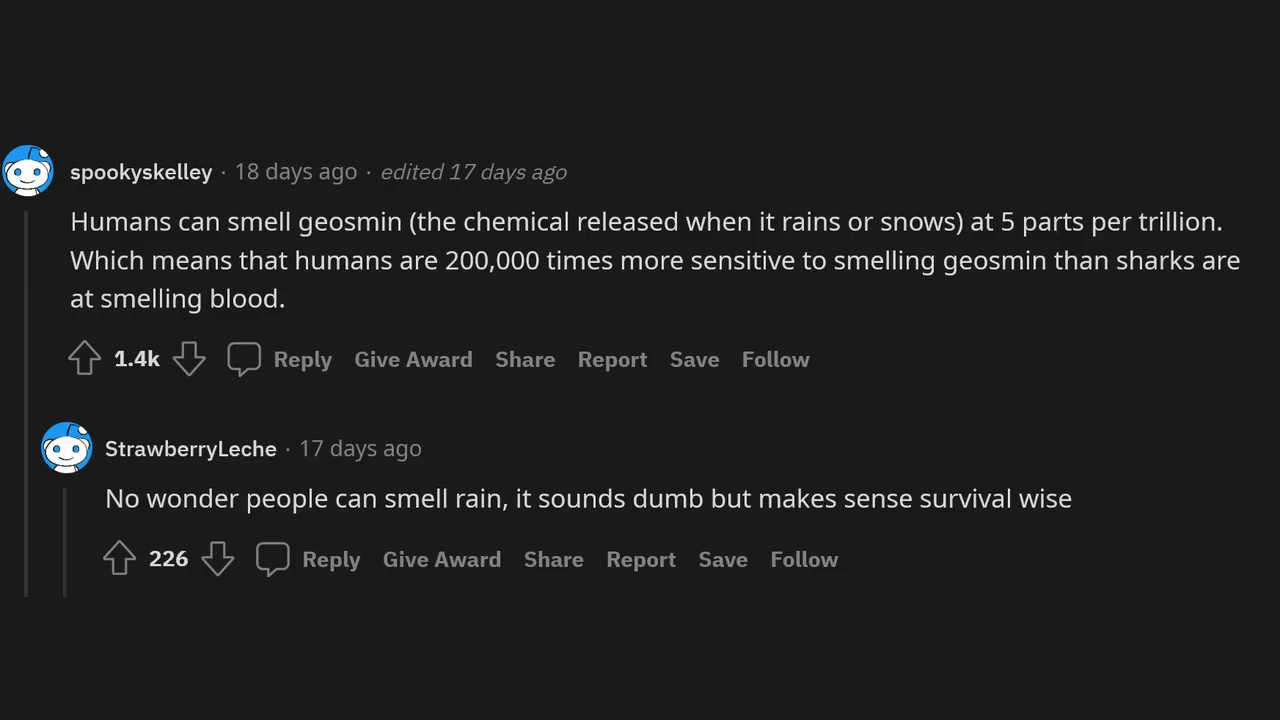 spookyskelley · 18 days ago · edited 17 days ago
Humans can smell geosmin (the chemical released when it rains or snows) at 5 parts per trillion.
Which means that humans are 200,000 times more sensitive to smelling geosmin than sharks are
at smelling blood.
1.4k Reply Give Award Share Report Save Follow
StrawberryLeche · 17 days ago
No wonder people can smell rain, it sounds dumb but makes sense survival wise
226 Reply Give Award Share Report Save Follow